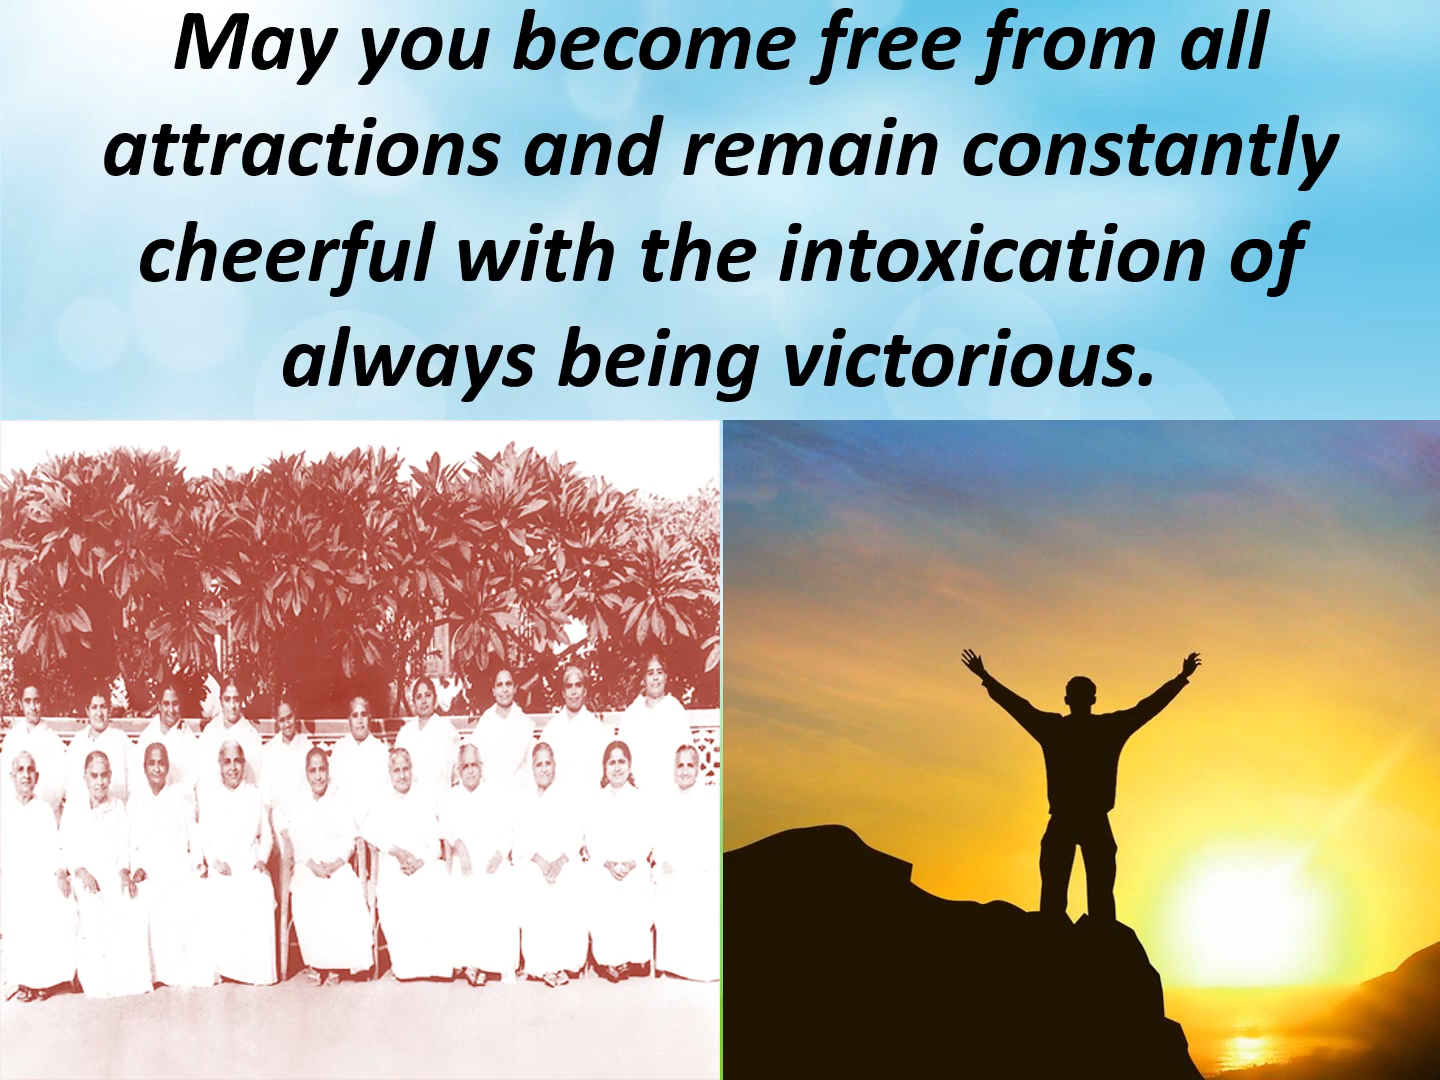 May you become free from all
attractions and remain constantly
cheerful with the intoxication of
always being victorious.